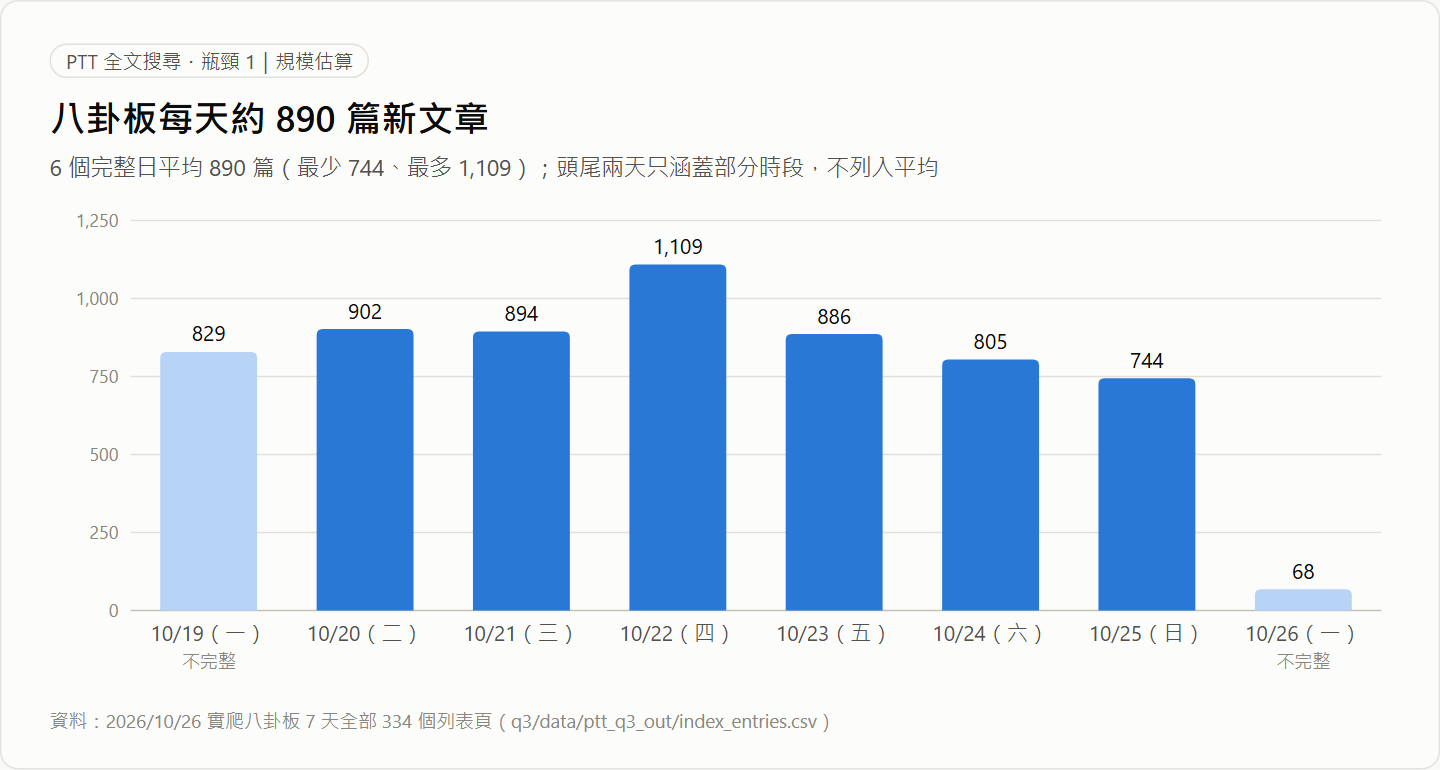 PTT 全文搜尋 · 瓶頸 1 | 規模估算
八卦板每天約 890 篇新文章
6 個完整日平均 890 篇（最少 744、最多 1,109）；頭尾兩天只涵蓋部分時段，不列入平均
1,250
1,000
750
500
250
0
829
902
894
1,109
886
805
744
68
10/19（一）
不完整
10/20（二）
10/21（三）
10/22（四）
10/23（五）
10/24（六）
10/25（日）
10/26（一）
不完整
資料：2026/10/26 實爬八卦板 7 天全部 334 個列表頁（q3/data/ptt_q3_out/index_entries.csv）